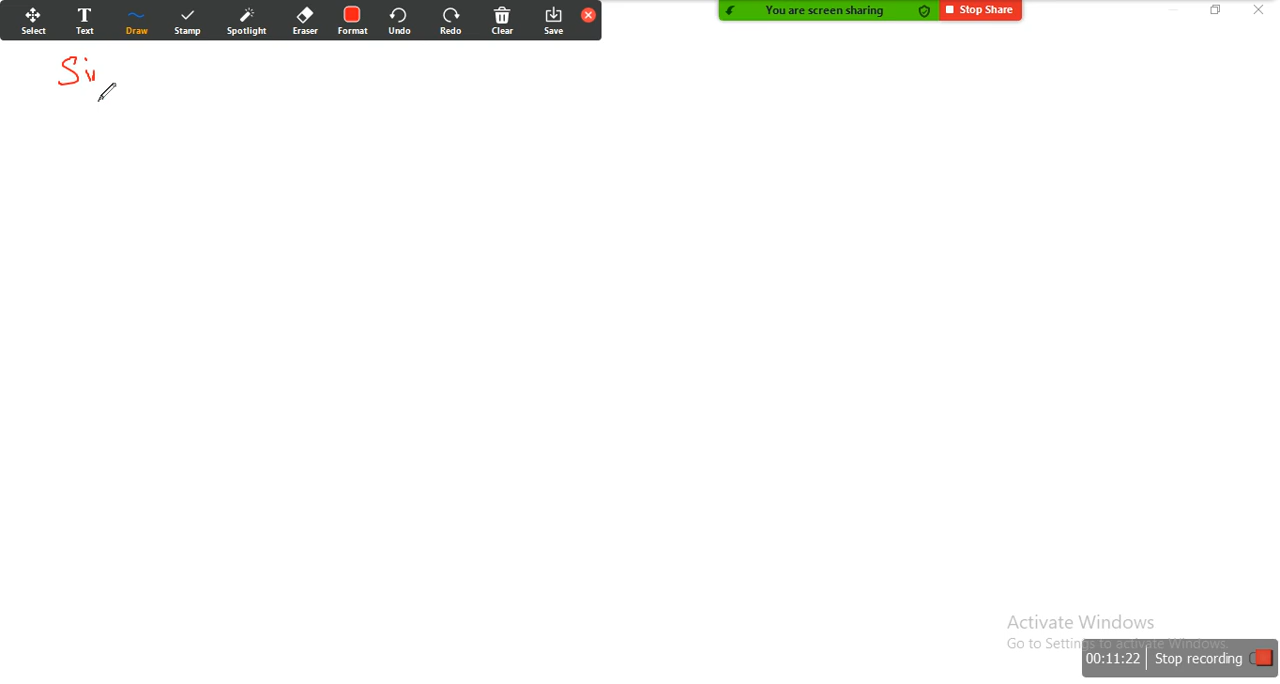 Select Text Draw Stamp Spotlight Eraser Format Undo Redo Clear Save
You are screen sharing Stop Share
Si
Activate Windows
Go to Settings to activate Windows.
00:11:22 Stop recording